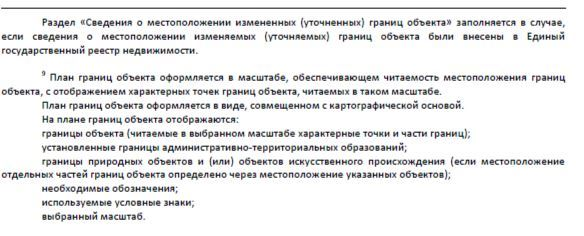 Раздел «Сведения о местоположении измененных (уточненных) границ объекта» заполняется в случае,
если сведения о местоположении изменяемых (уточняемых) границ объекта были внесены в Единый
государственный реестр недвижимости.
⁹ План границ объекта оформляется в масштабе, обеспечивающем читаемость местоположения границ
объекта, с отображением характерных точек границ объекта, читаемых в таком масштабе.
План границ объекта оформляется в виде, совмещенном с картографической основой.
На плане границ объекта отображаются:
границы объекта (читаемые в выбранном масштабе характерные точки и части границ);
установленные границы административно-территориальных образований;
границы природных объектов и (или) объектов искусственного происхождения (если местоположение
отдельных частей границ объекта определено через местоположение указанных объектов);
необходимые обозначения;
используемые условные знаки;
выбранный масштаб.